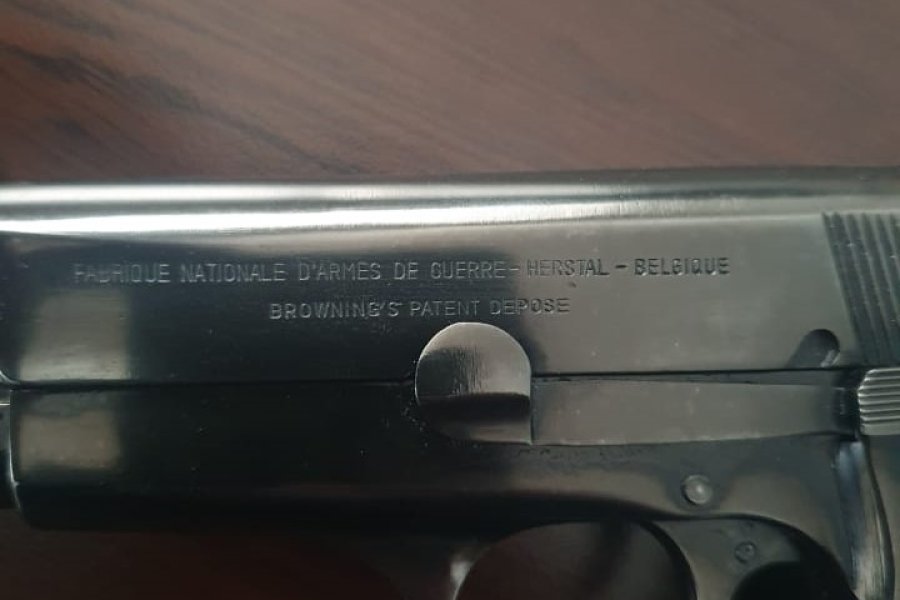 FABRIQUE NATIONALE D'ARMES DE GUERRE - HERSTAL - BELGIQUE
BROWNING'S PATENT DEPOSE